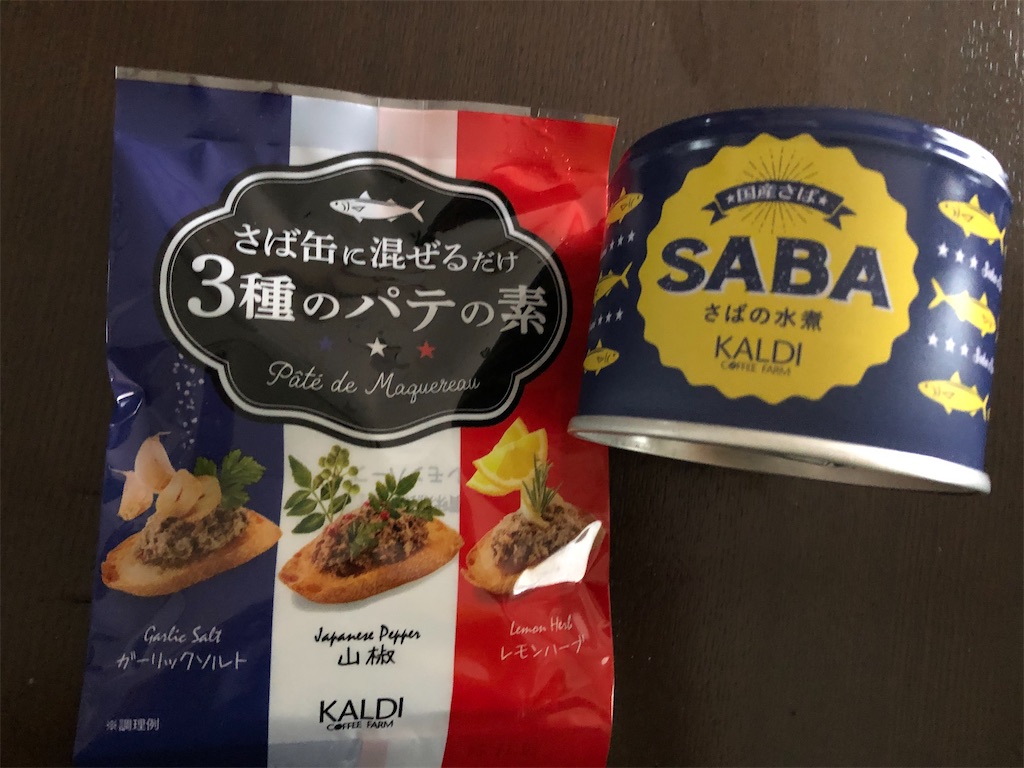 さば缶に混ぜるだけ
3種のパテの素
Pâté de Maquereau
Garlic Salt
ガーリックソルト
Japanese Pepper
山椒
Lemon Herb
レモンハーブ
KALDI
COFFEE FARM
※調理例
国産さば
SABA
さばの水煮
KALDI
COFFEE FARM